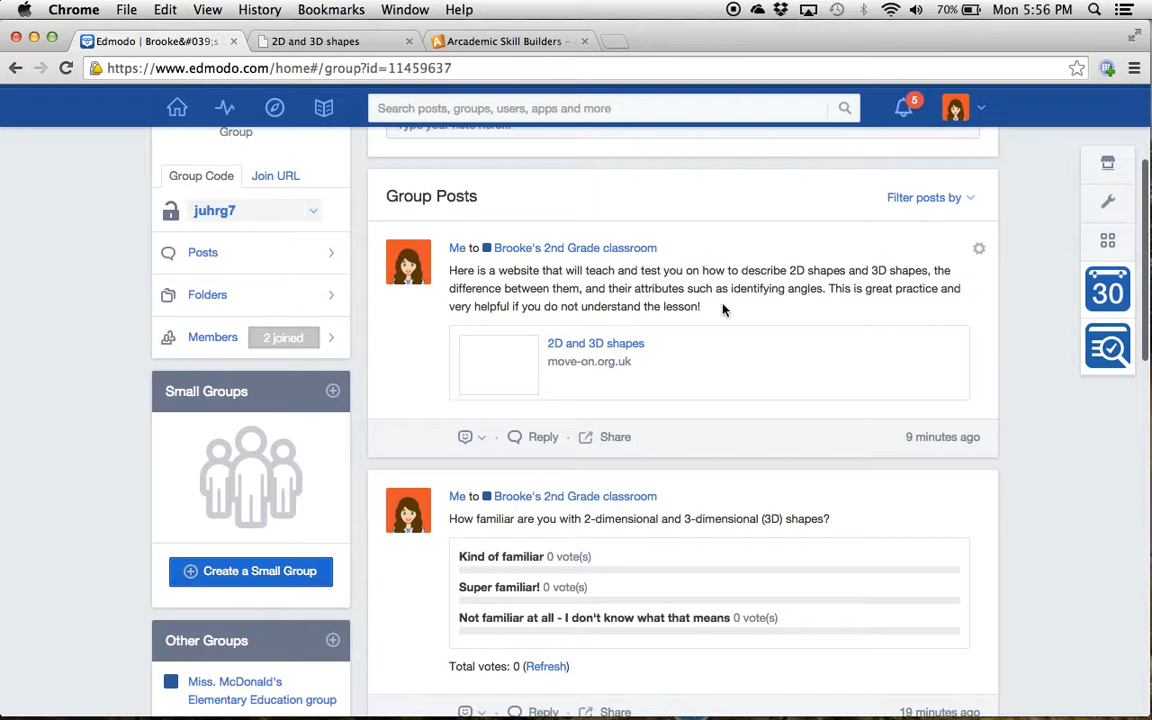 Chrome File Edit View History Bookmarks Window Help 70% Mon 5:56 PM
Edmodo | Brooke&#039;s 2D and 3D shapes Arcademic Skill Builders –
https://www.edmodo.com/home#/group?id=11459637
Search posts, groups, users, apps and more 5
Group
Group Code Join URL
juhrg7
Posts
Folders
Members 2 joined
Small Groups
Create a Small Group
Other Groups
Miss. McDonald's
Elementary Education group
Type your note here...
Group Posts Filter posts by
Me to Brooke's 2nd Grade classroom
Here is a website that will teach and test you on how to describe 2D shapes and 3D shapes, the
difference between them, and their attributes such as identifying angles. This is great practice and
very helpful if you do not understand the lesson!
2D and 3D shapes
move-on.org.uk
Reply Share 9 minutes ago
Me to Brooke's 2nd Grade classroom
How familiar are you with 2-dimensional and 3-dimensional (3D) shapes?
Kind of familiar 0 vote(s)
Super familiar! 0 vote(s)
Not familiar at all - I don't know what that means 0 vote(s)
Total votes: 0 (Refresh)
Reply Share 19 minutes ago
30